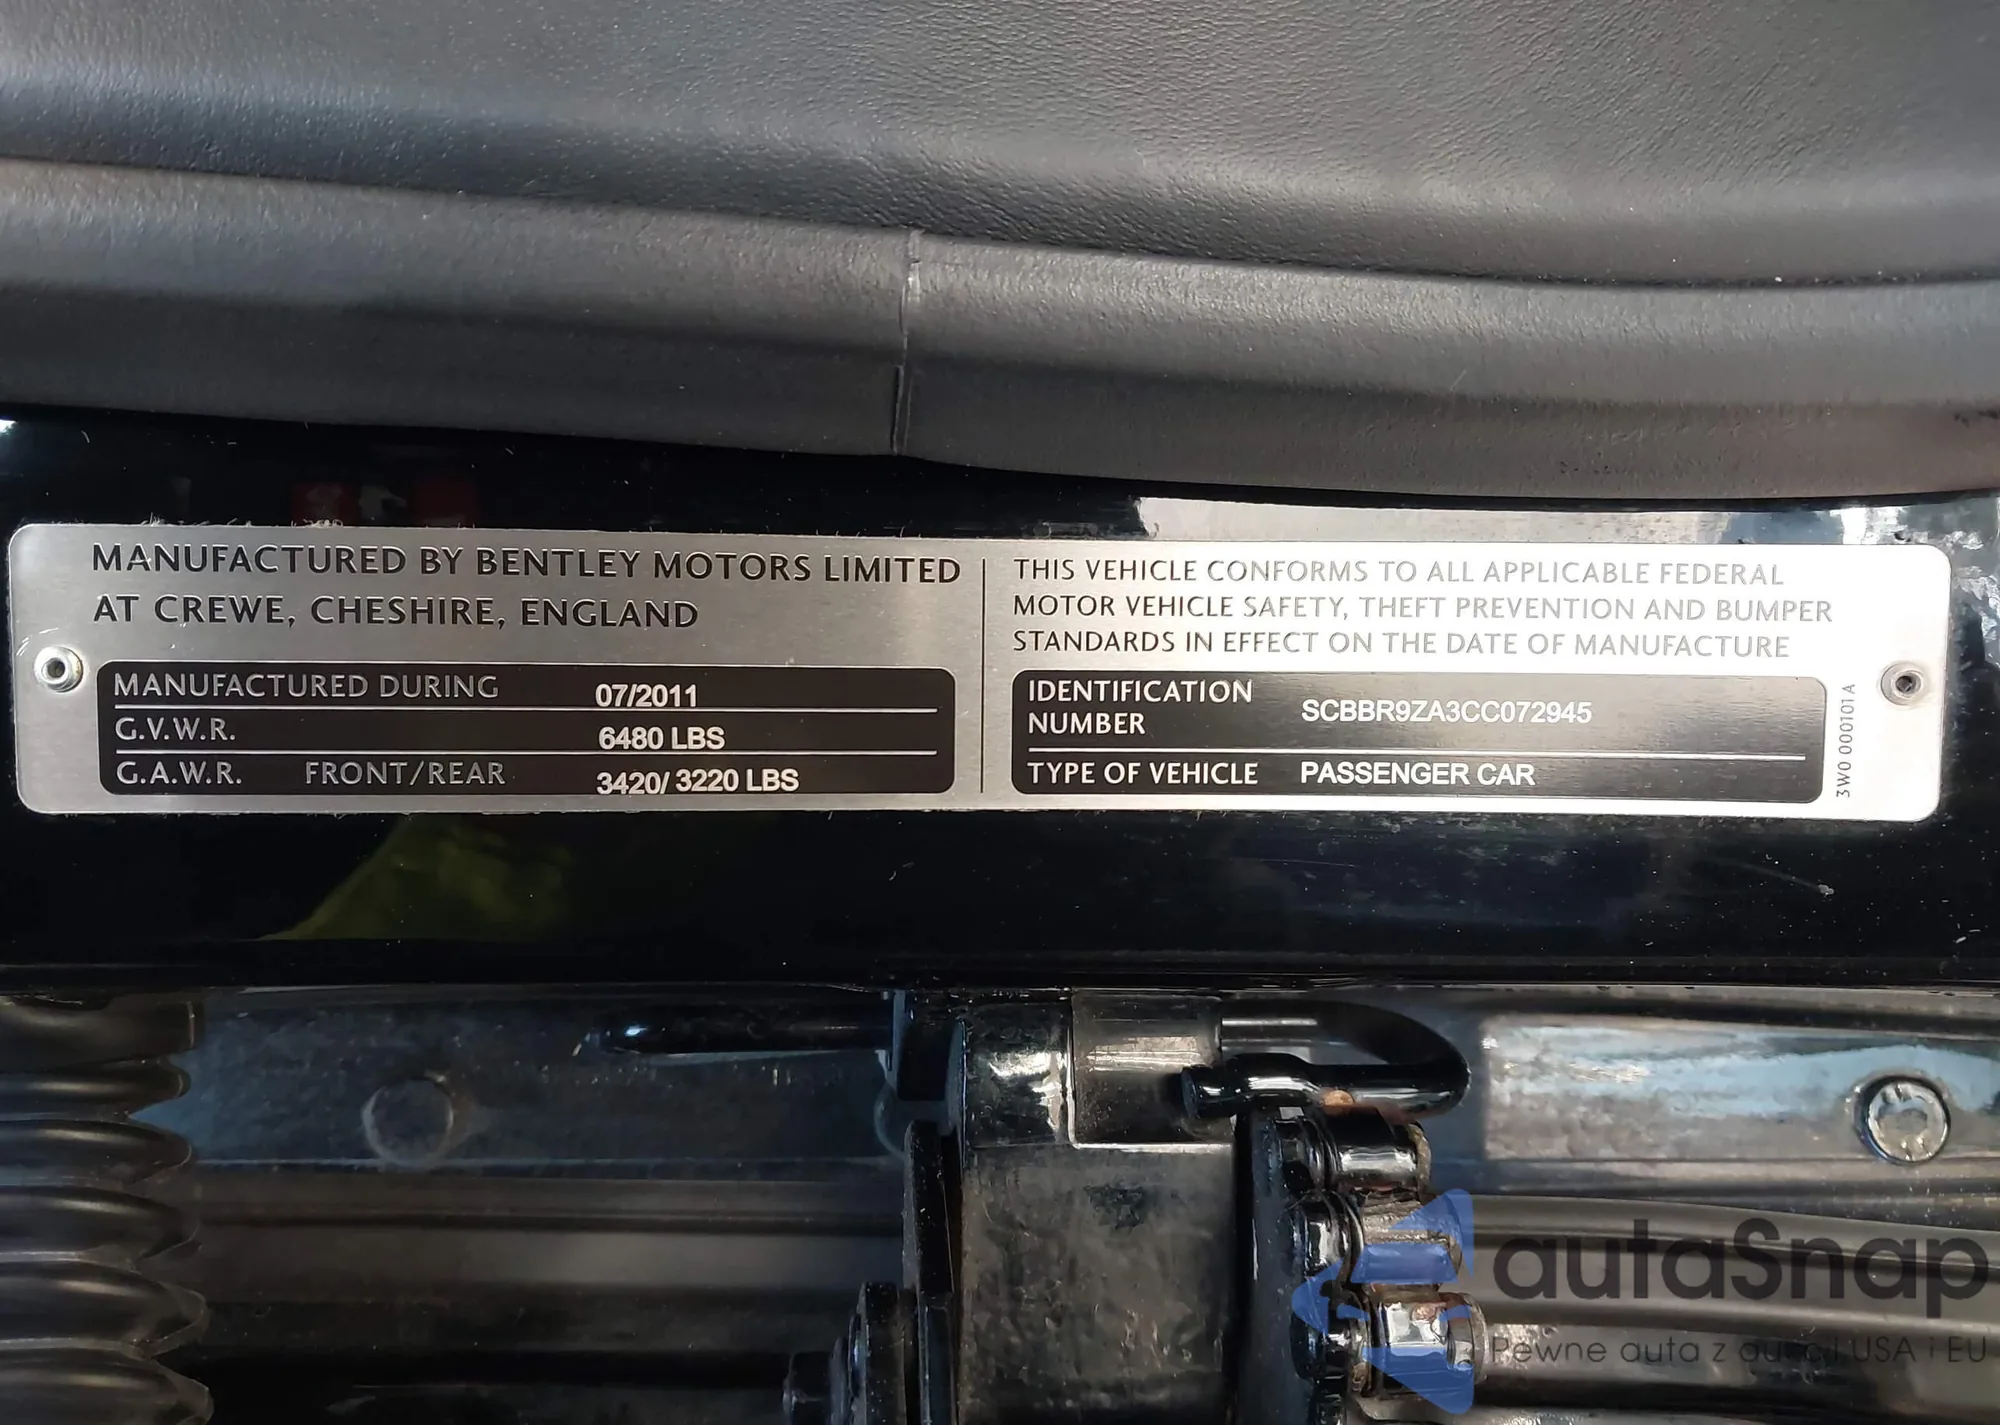 MANUFACTURED BY BENTLEY MOTORS LIMITED
AT CREWE, CHESHIRE, ENGLAND
MANUFACTURED DURING 07/2011
G.V.W.R. 6480 LBS
G.A.W.R. FRONT/REAR 3420/ 3220 LBS
THIS VEHICLE CONFORMS TO ALL APPLICABLE FEDERAL
MOTOR VEHICLE SAFETY, THEFT PREVENTION AND BUMPER
STANDARDS IN EFFECT ON THE DATE OF MANUFACTURE
IDENTIFICATION
NUMBER SCBBR9ZA3CC072945
TYPE OF VEHICLE PASSENGER CAR
3W0 000101 A
autaSnap
Pewne auta z aukcji USA i EU